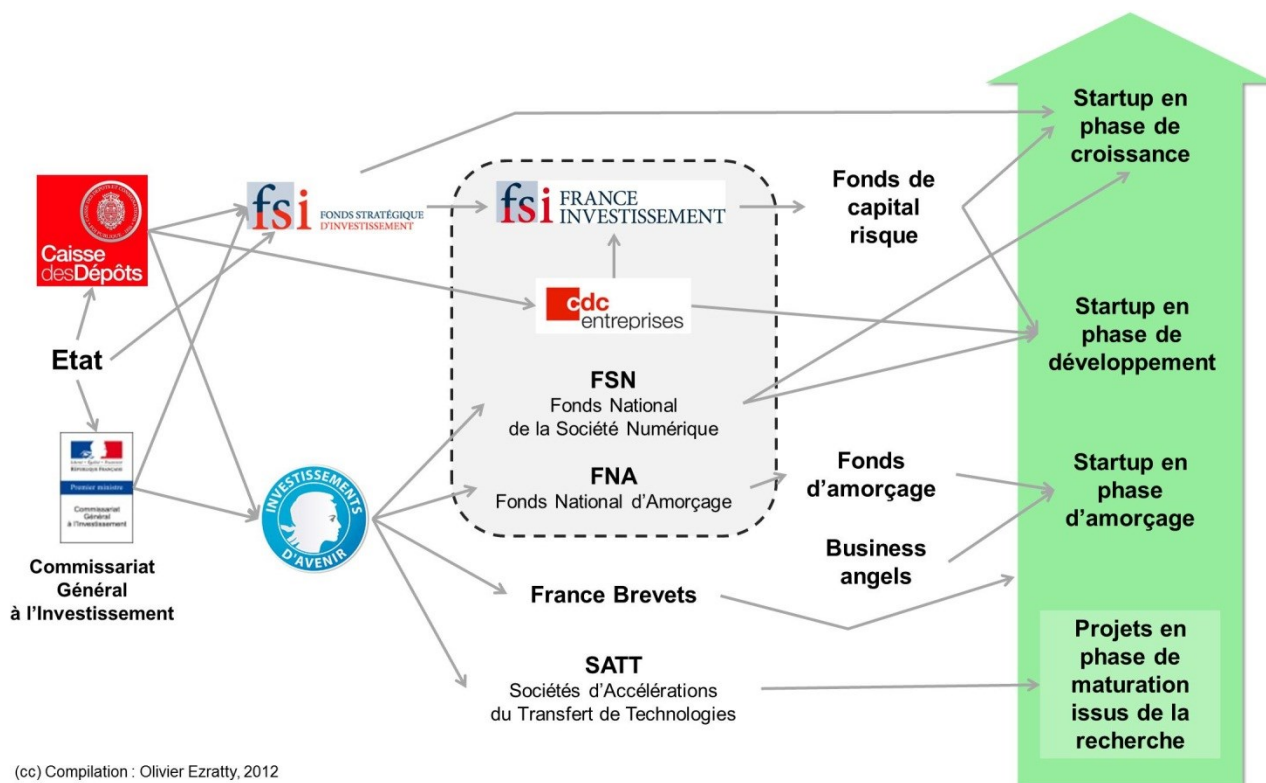 Startup en
phase de
croissance
Caisse
desDépôts
fsi FONDS STRATÉGIQUE
D'INVESTISSEMENT
fsi FRANCE
INVESTISSEMENT
Fonds de
capital
risque
cdc
entreprises
Startup en
phase de
développement
Etat
FSN
Fonds National
de la Société Numérique
RÉPUBLIQUE FRANÇAISE
Premier ministre
Commissariat
Général
à l'Investissement
INVESTISSEMENTS
D'AVENIR
FNA
Fonds National d'Amorçage
Fonds
d'amorçage
Startup en
phase
d'amorçage
Commissariat
Général
à l'Investissement
Business
angels
France Brevets
SATT
Sociétés d'Accélérations
du Transfert de Technologies
Projets en
phase de
maturation
issus de la
recherche
(cc) Compilation : Olivier Ezratty, 2012